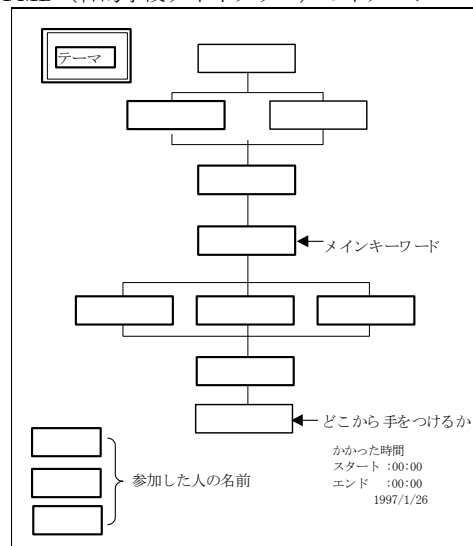 テーマ
メインキーワード
どこから手をつけるか
かかった時間
スタート :00:00
エンド :00:00
1997/1/26
参加した人の名前